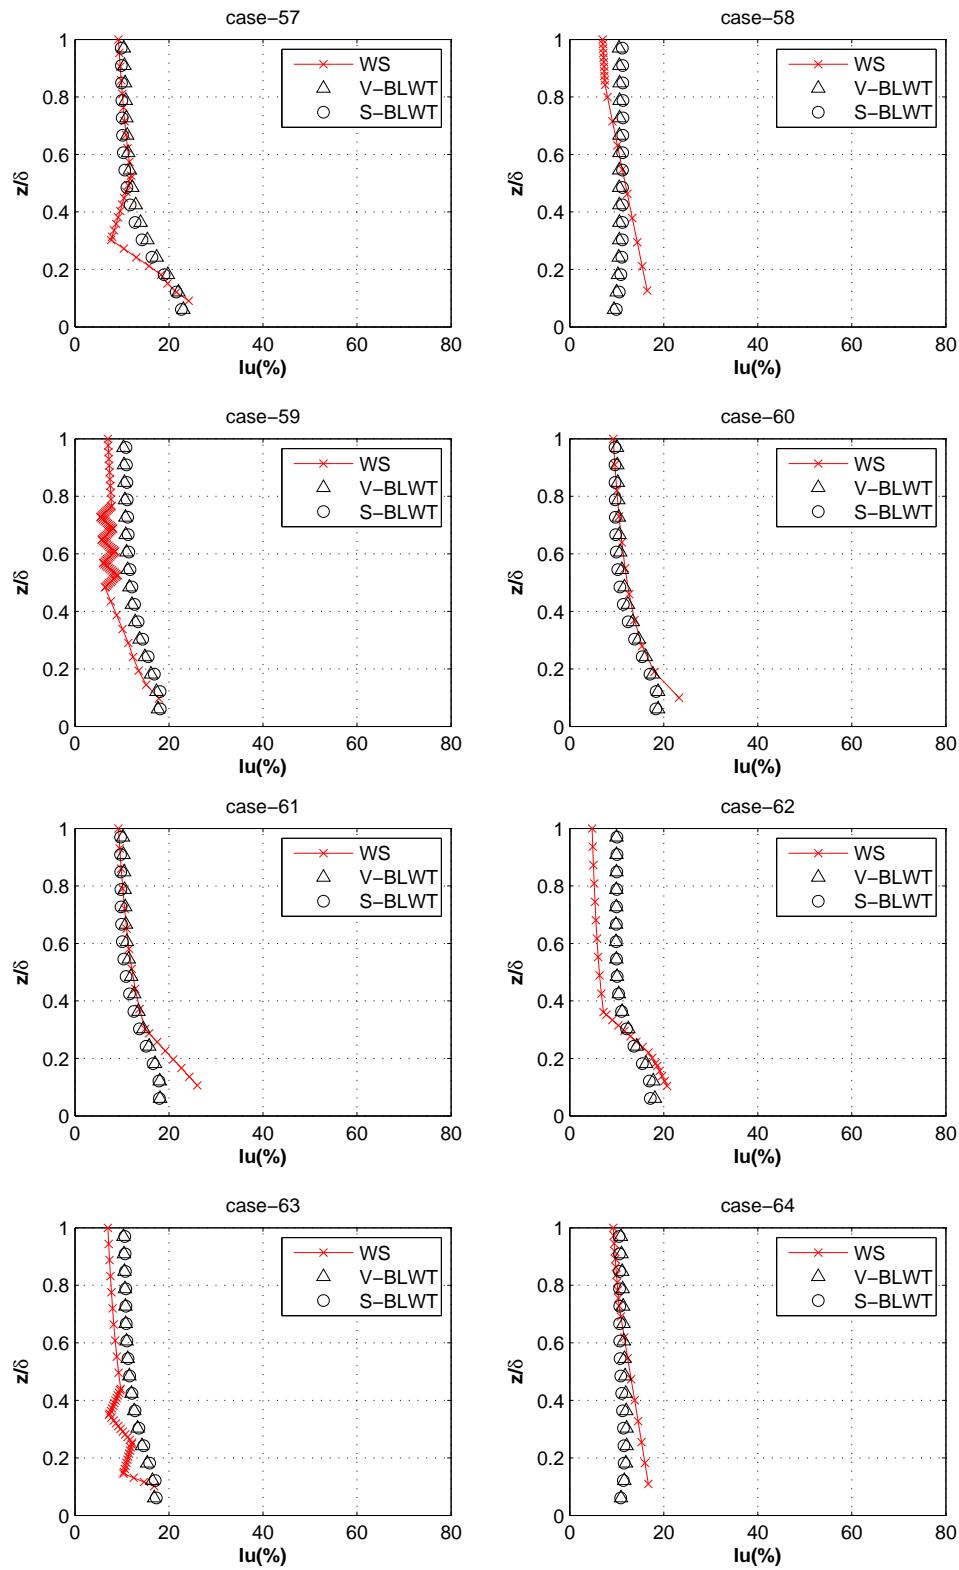 case−57
1
0.8
0.6
0.4
0.2
0
z/δ
0 20 40 60 80
Iu(%)
WS
V−BLWT
S−BLWT
case−58
1
0.8
0.6
0.4
0.2
0
z/δ
0 20 40 60 80
Iu(%)
WS
V−BLWT
S−BLWT
case−59
1
0.8
0.6
0.4
0.2
0
z/δ
0 20 40 60 80
Iu(%)
WS
V−BLWT
S−BLWT
case−60
1
0.8
0.6
0.4
0.2
0
z/δ
0 20 40 60 80
Iu(%)
WS
V−BLWT
S−BLWT
case−61
1
0.8
0.6
0.4
0.2
0
z/δ
0 20 40 60 80
Iu(%)
WS
V−BLWT
S−BLWT
case−62
1
0.8
0.6
0.4
0.2
0
z/δ
0 20 40 60 80
Iu(%)
WS
V−BLWT
S−BLWT
case−63
1
0.8
0.6
0.4
0.2
0
z/δ
0 20 40 60 80
Iu(%)
WS
V−BLWT
S−BLWT
case−64
1
0.8
0.6
0.4
0.2
0
z/δ
0 20 40 60 80
Iu(%)
WS
V−BLWT
S−BLWT